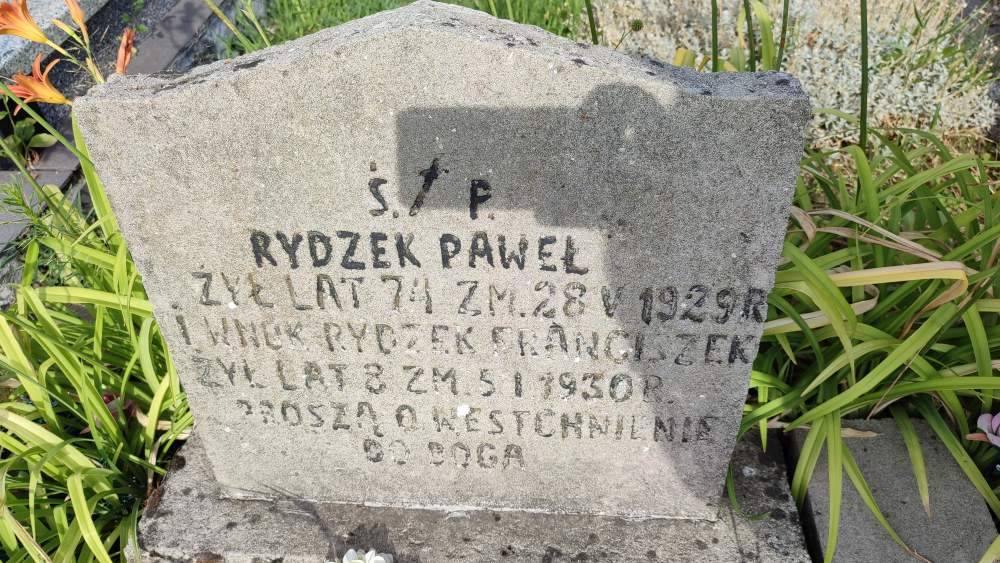 Ś. † P.
RYDZEK PAWEŁ
ŻYŁ LAT 74 ZM. 28 V 1929 R
I WNUK RYDZEK FRANCISZEK
ŻYŁ LAT 8 ZM. 5 I 1930 R.
PROSZĄ O WESTCHNIENIE
DO BOGA